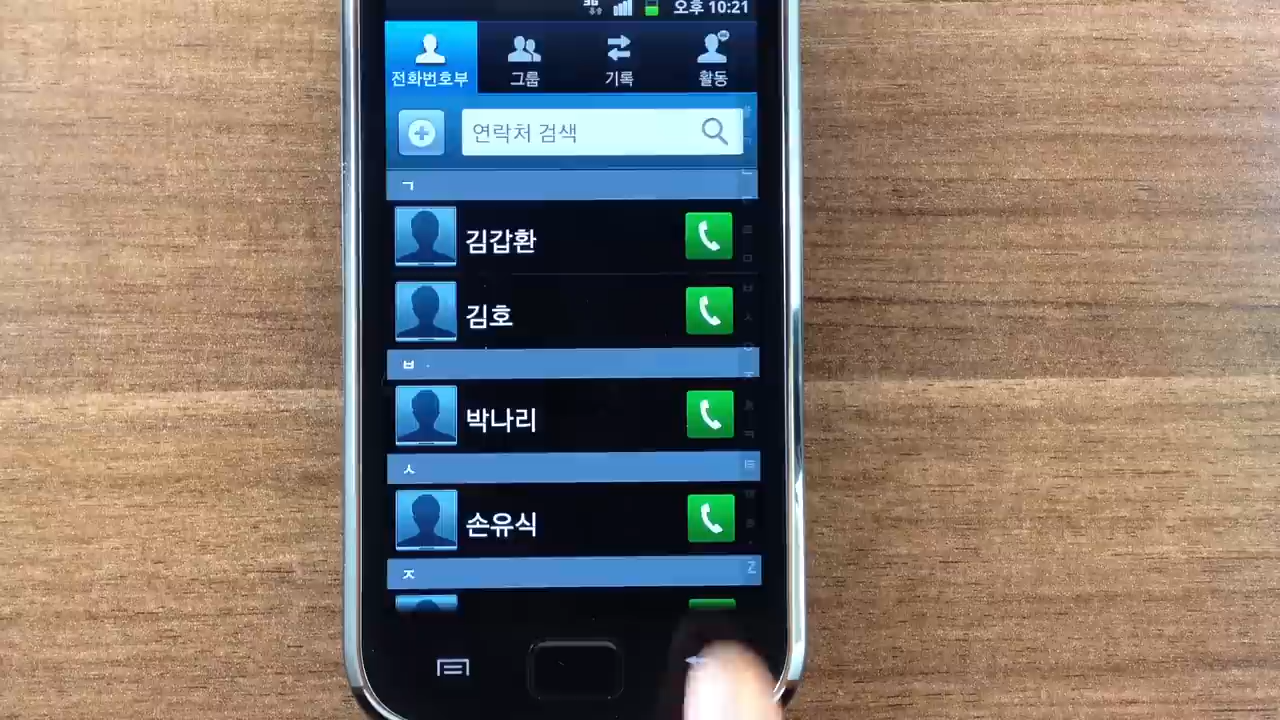 3G 오후 10:21
전화번호부 그룹 기록 활동
연락처 검색
ㄱ
김갑환
김호
ㅂ
박나리
ㅅ
손유식
ㅈ
Z